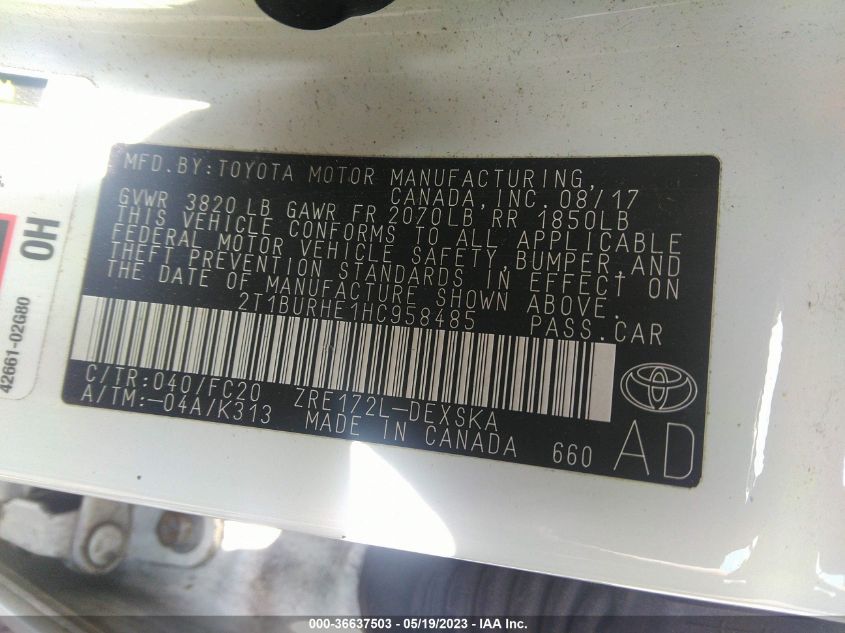 MFD.BY:TOYOTA MOTOR MANUFACTURING,
CANADA, INC. 08/17
GVWR 3820 LB GAWR FR 2070LB, RR 1850LB
THIS VEHICLE CONFORMS TO ALL APPLICABLE
FEDERAL MOTOR VEHICLE SAFETY, BUMPER, AND
THEFT PREVENTION STANDARDS IN EFFECT ON
THE DATE OF MANUFACTURE SHOWN ABOVE.
2T1BURHE1HC958485 PASS.CAR
C/TR:040/FC20 ZRE172L-DEXSKA
A/TM:-04A/K313 MADE IN CANADA 660 AD
OH
42661-02G80
000-36637503 / 05/19/2023 - IAA Inc.